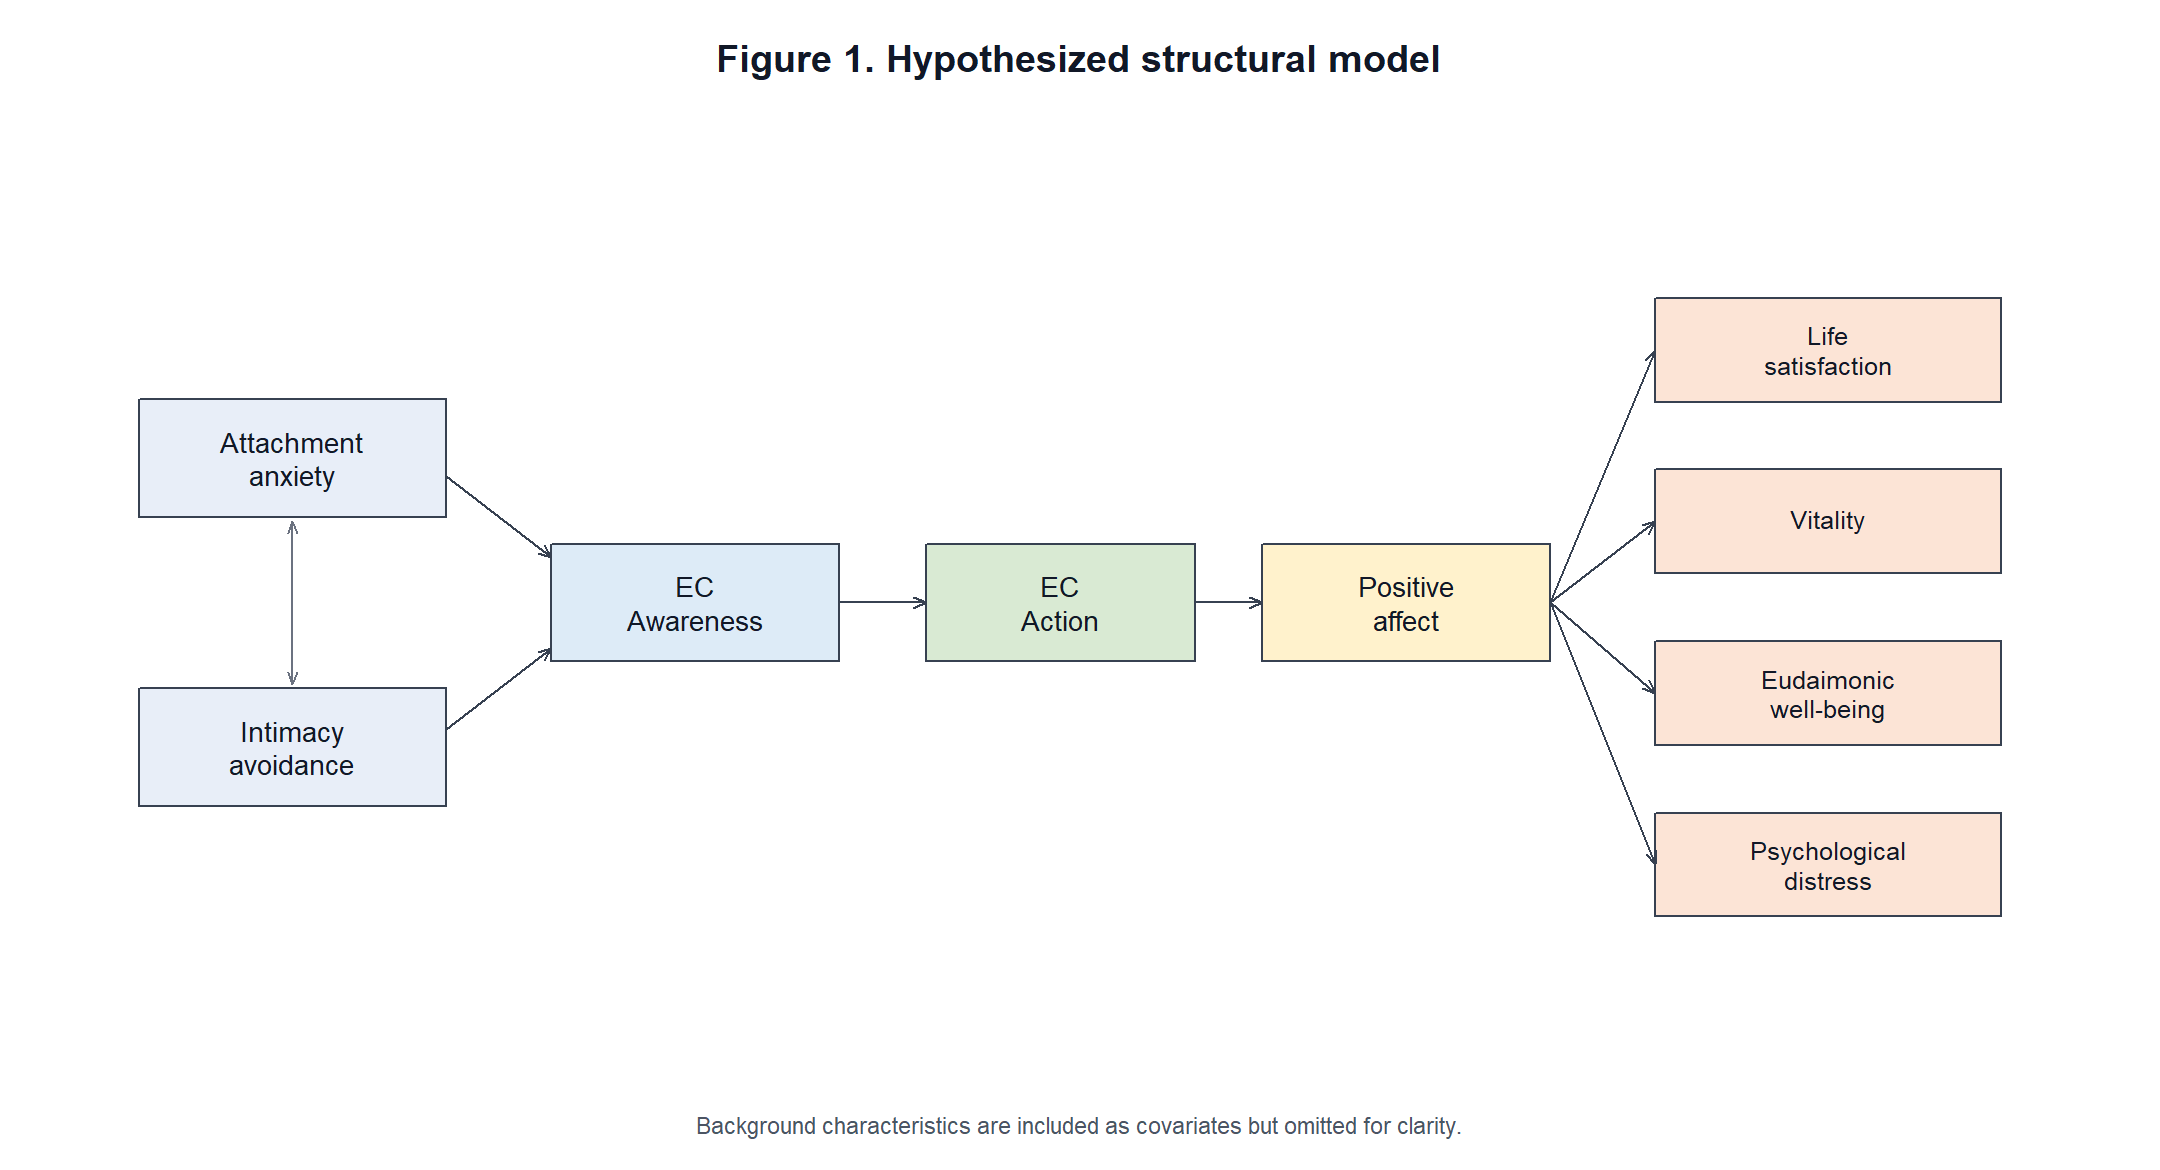 Figure 1. Hypothesized structural model
Attachment
anxiety
Intimacy
avoidance
EC
Awareness
EC
Action
Positive
affect
Life
satisfaction
Vitality
Eudaimonic
well-being
Psychological
distress
Background characteristics are included as covariates but omitted for clarity.